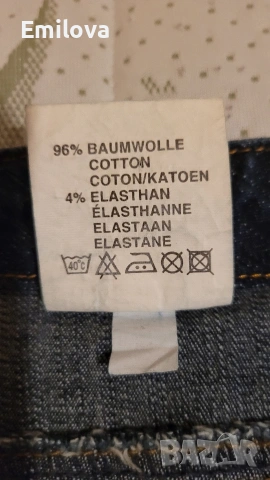 Emilova
96% BAUMWOLLE
COTTON
COTON/KATOEN
4% ELASTHAN
ÉLASTHANNE
ELASTAAN
ELASTANE
40°C
BAZAR